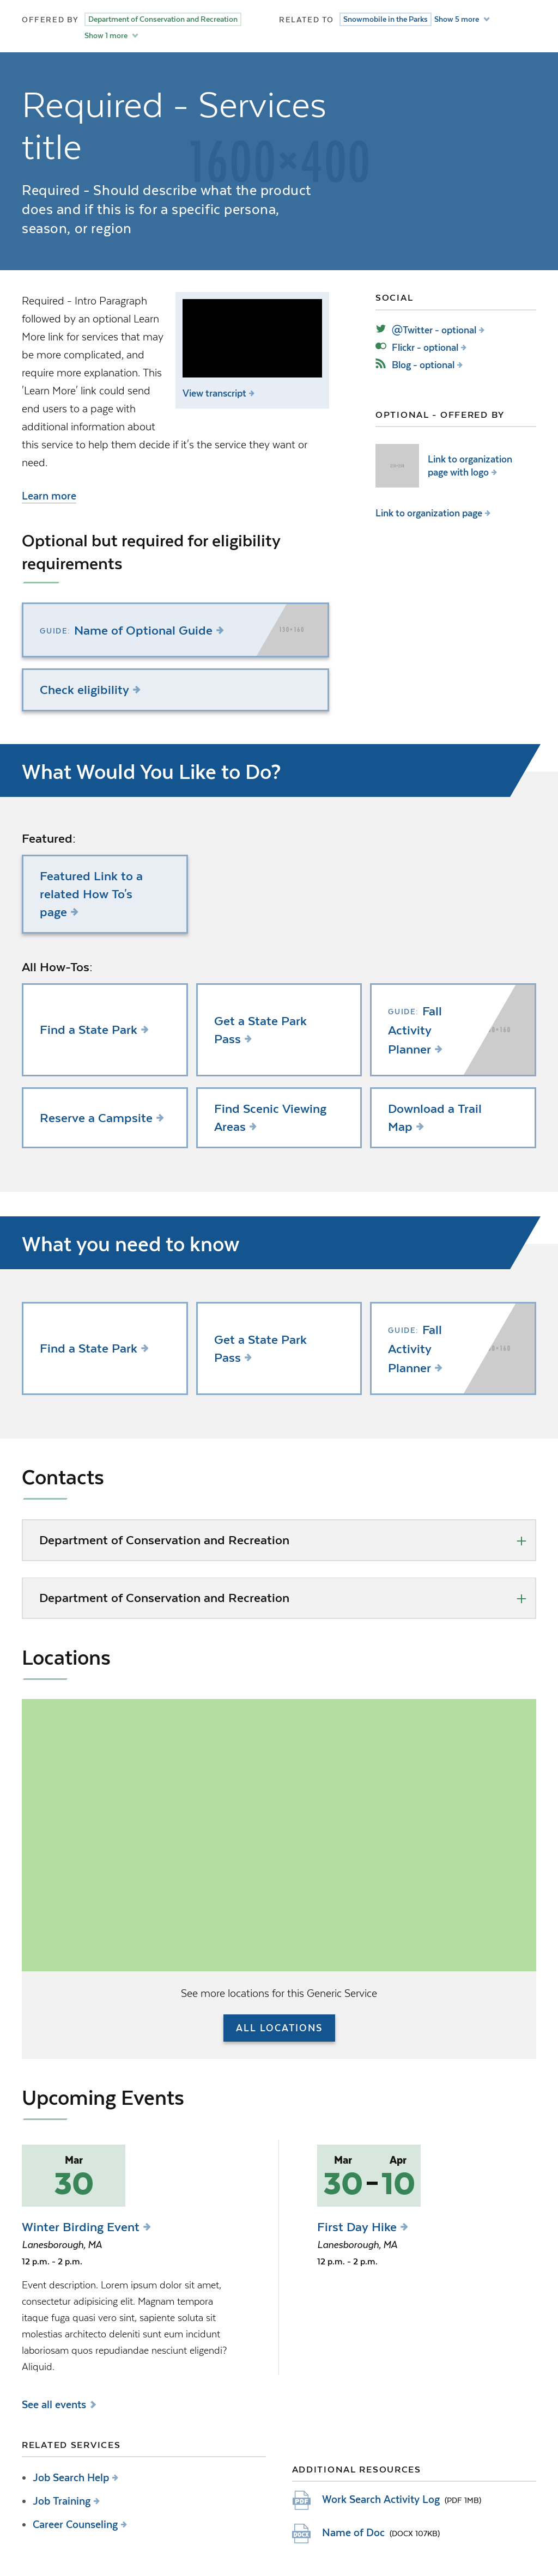 OFFERED BY Department of Conservation and Recreation
Show 1 more
RELATED TO Snowmobile in the Parks Show 5 more
Required - Services
title
1600×400
Required - Should describe what the product
does and if this is for a specific persona,
season, or region
Required - Intro Paragraph
followed by an optional Learn
More link for services that may
be more complicated, and
require more explanation. This
'Learn More' link could send
end users to a page with
additional information about
this service to help them decide if it's the service they want or
need.
View transcript
Learn more
SOCIAL
@Twitter - optional
Flickr - optional
Blog - optional
OPTIONAL - OFFERED BY
Link to organization
page with logo
Link to organization page
Optional but required for eligibility
requirements
GUIDE: Name of Optional Guide
Check eligibility
What Would You Like to Do?
Featured:
Featured Link to a
related How To's
page
All How-Tos:
Find a State Park
Get a State Park
Pass
GUIDE: Fall
Activity
Planner
Reserve a Campsite
Find Scenic Viewing
Areas
Download a Trail
Map
What you need to know
Find a State Park
Get a State Park
Pass
GUIDE: Fall
Activity
Planner
Contacts
Department of Conservation and Recreation
Department of Conservation and Recreation
Locations
See more locations for this Generic Service
ALL LOCATIONS
Upcoming Events
Mar
30
Winter Birding Event
Lanesborough, MA
12 p.m. - 2 p.m.
Event description. Lorem ipsum dolor sit amet,
consectetur adipisicing elit. Magnam tempora
itaque fuga quasi vero sint, sapiente soluta sit
molestias architecto deleniti sunt eum incidunt
laboriosam quos repudiandae nesciunt eligendi?
Aliquid.
Mar Apr
30-10
First Day Hike
Lanesborough, MA
12 p.m. - 2 p.m.
See all events
RELATED SERVICES
Job Search Help
Job Training
Career Counseling
ADDITIONAL RESOURCES
PDF Work Search Activity Log (PDF 1MB)
DOCX Name of Doc (DOCX 107KB)